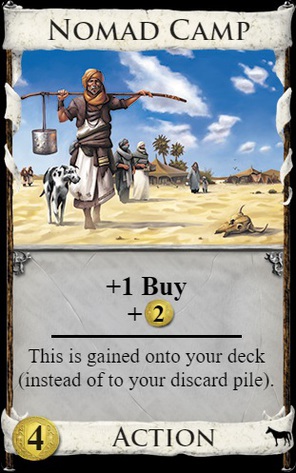 NOMAD CAMP
+1 Buy
+ 2
This is gained onto your deck
(instead of to your discard pile).
4 ACTION